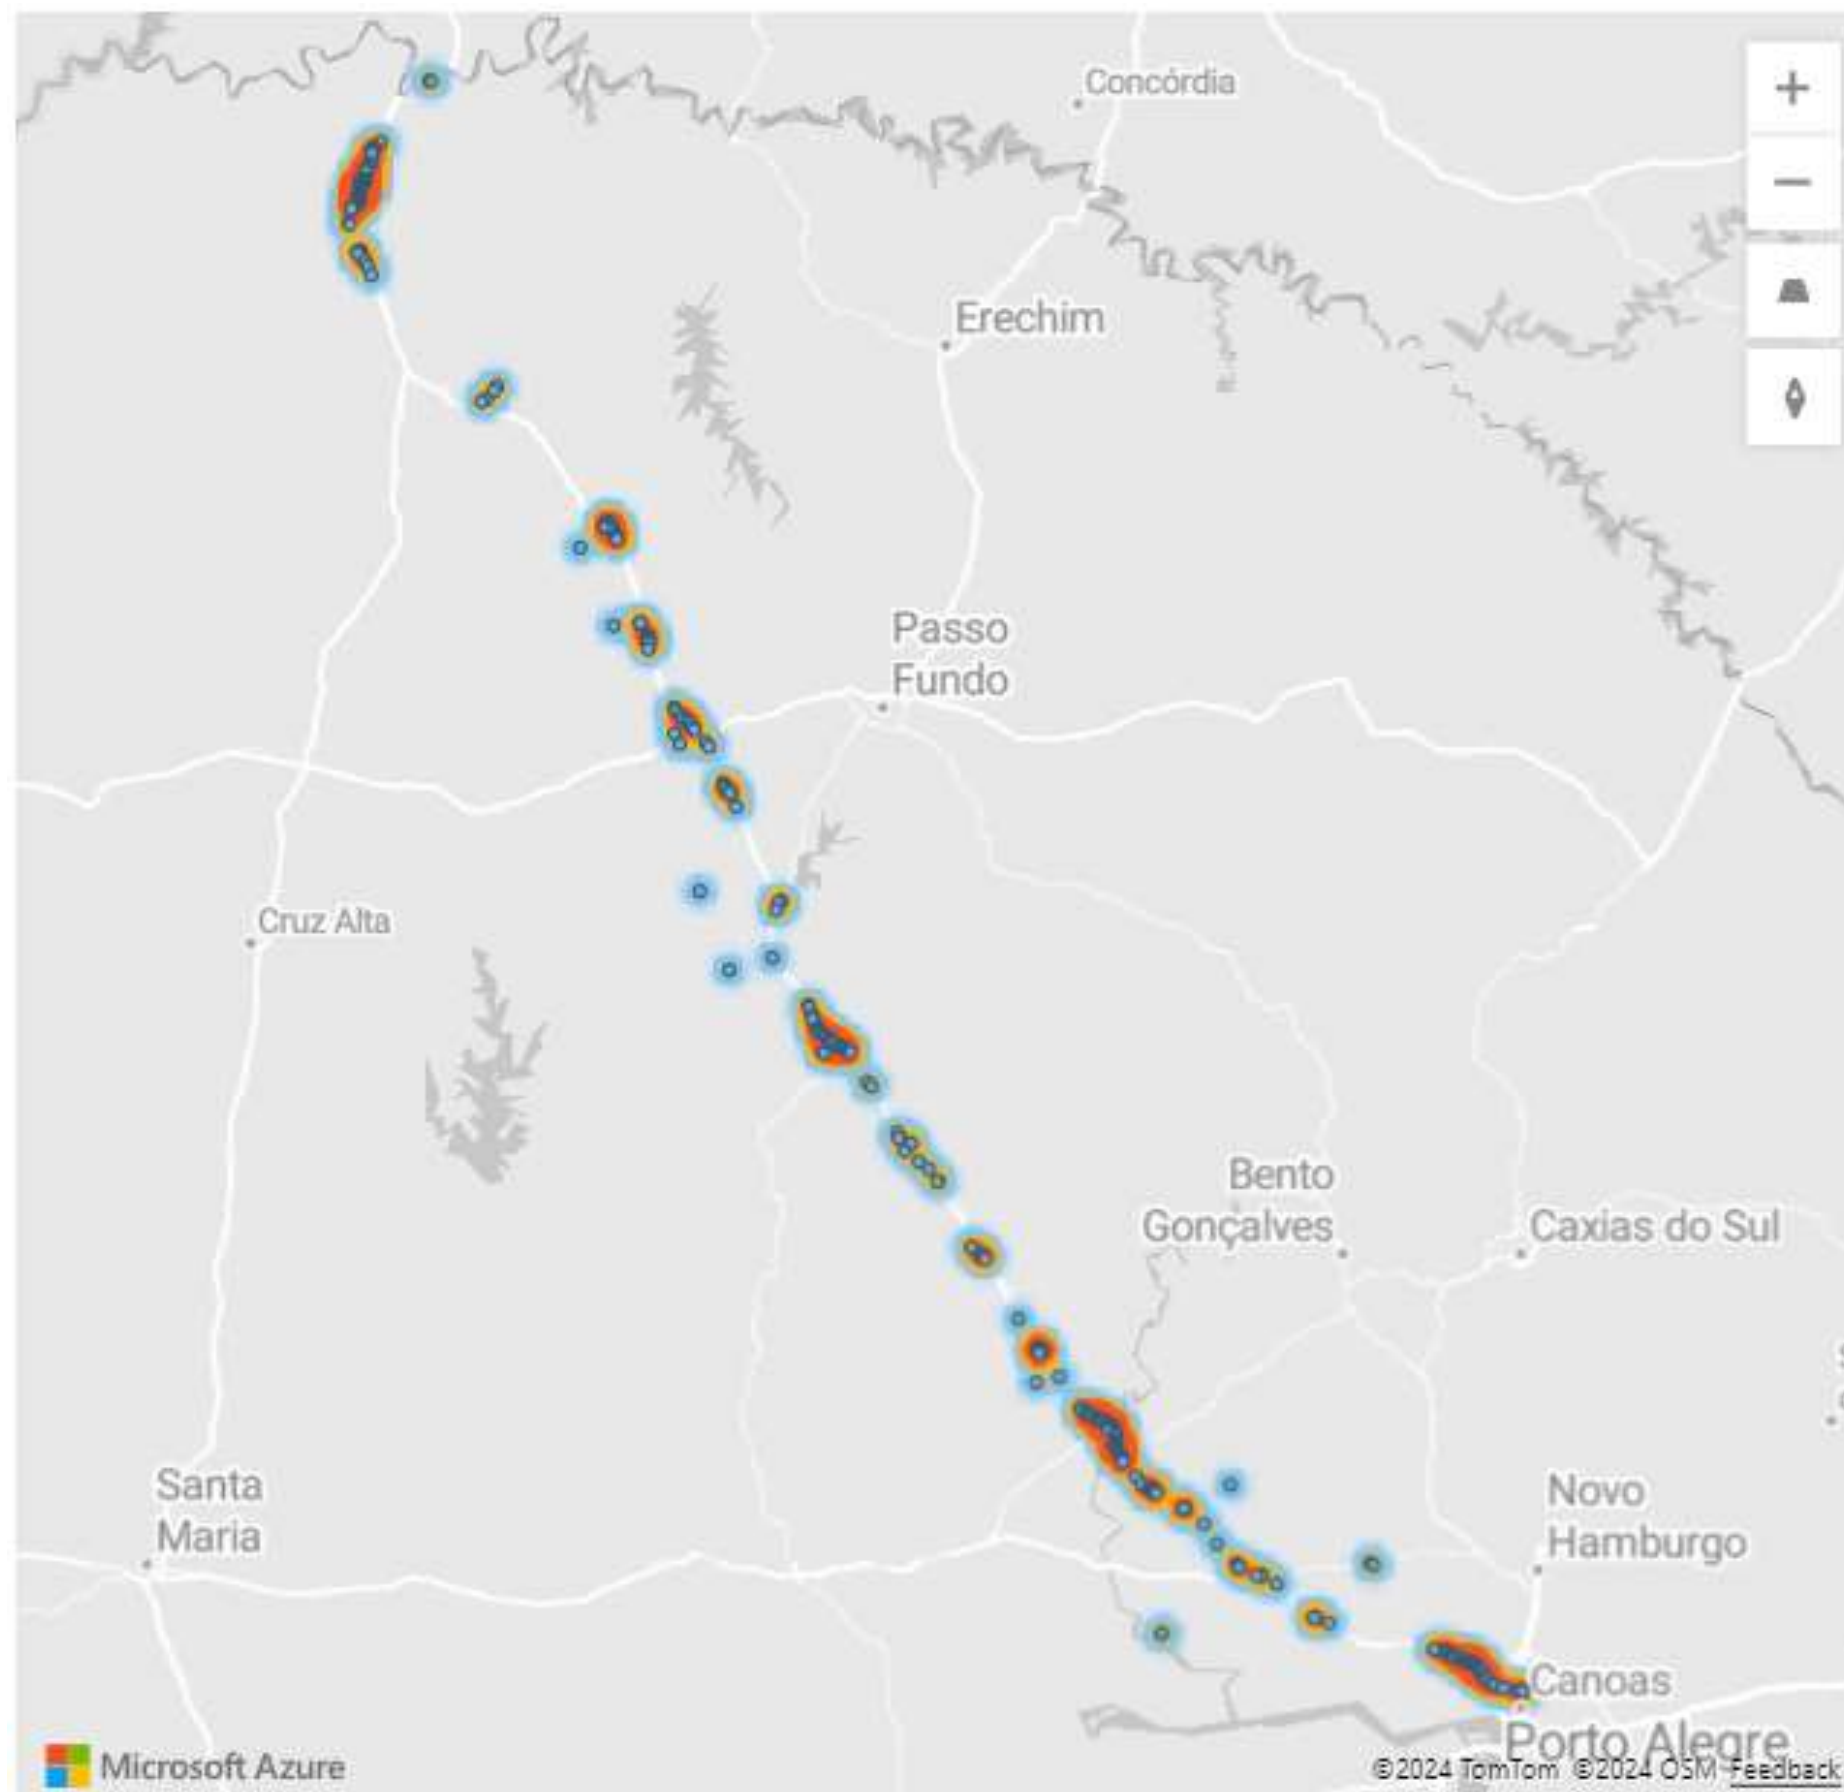 Concórdia
Erechim
Passo
Fundo
Cruz Alta
Bento
Gonçalves
Caxias do Sul
Santa
Maria
Novo
Hamburgo
Canoas
Porto Alegre
Microsoft Azure
©2024 TomTom ©2024 OSM Feedback